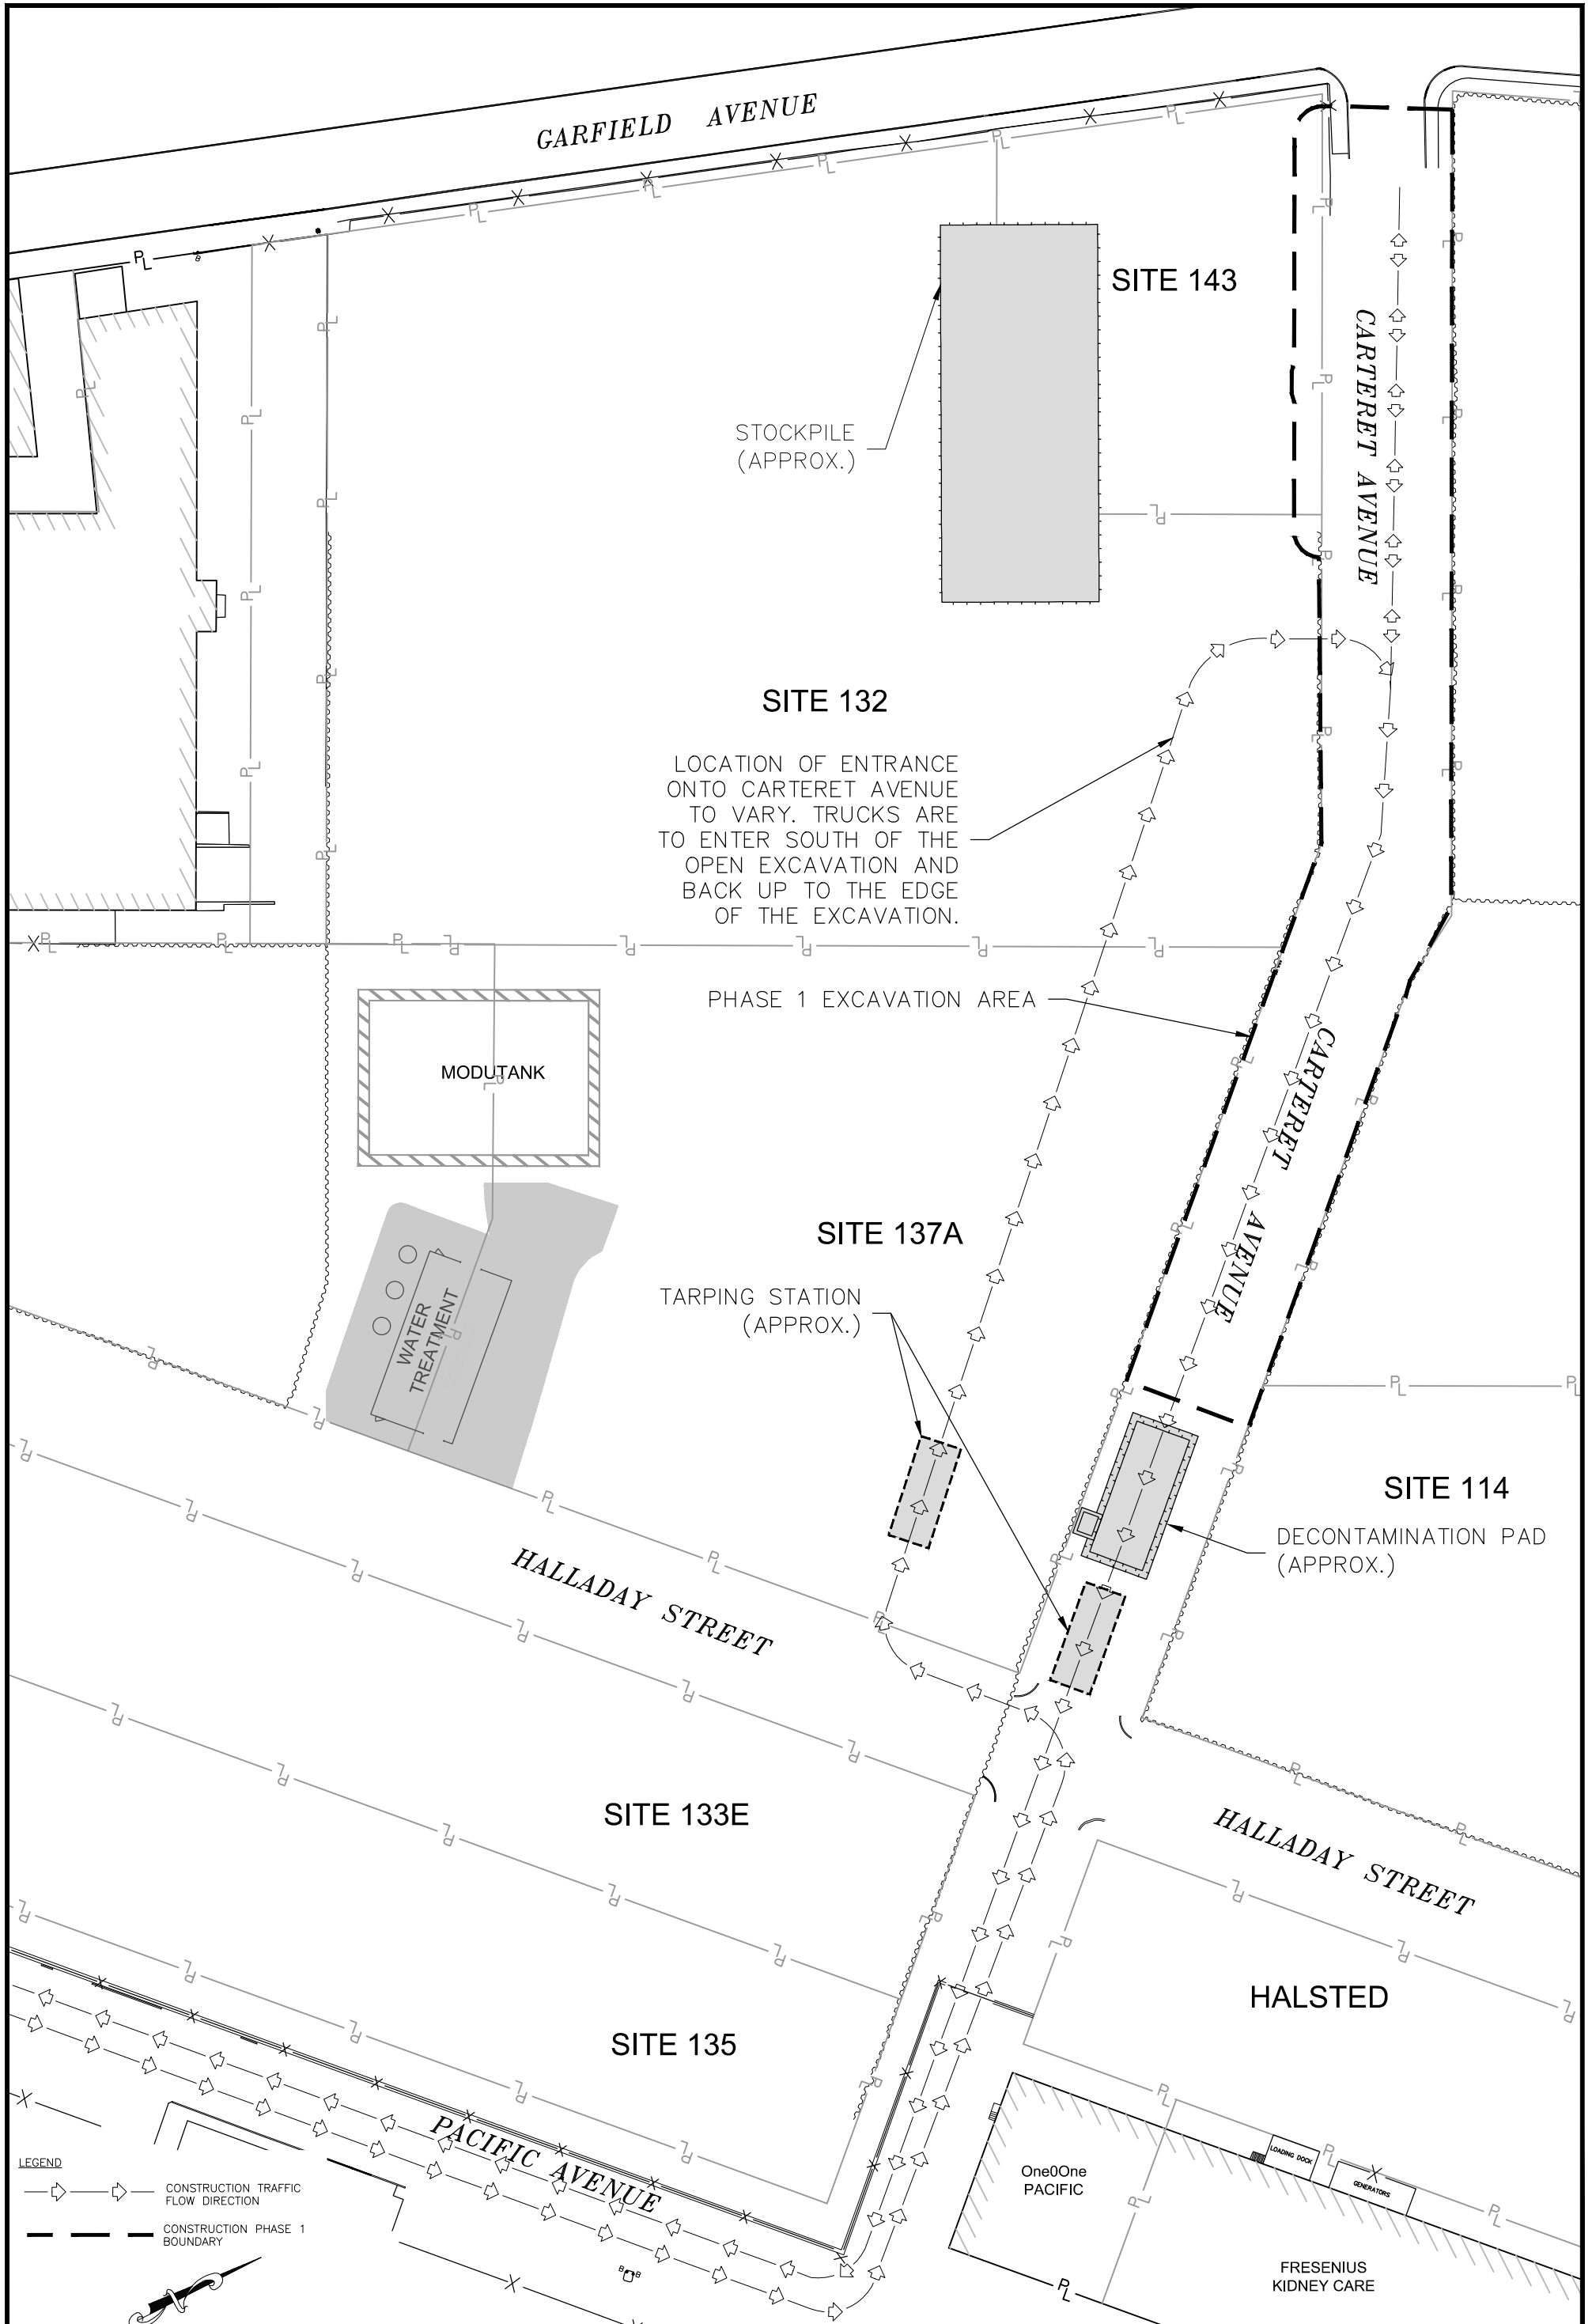 GARFIELD AVENUE
SITE 143
CARTERET AVENUE
STOCKPILE
(APPROX.)
SITE 132
LOCATION OF ENTRANCE
ONTO CARTERET AVENUE
TO VARY. TRUCKS ARE
TO ENTER SOUTH OF THE
OPEN EXCAVATION AND
BACK UP TO THE EDGE
OF THE EXCAVATION.
PHASE 1 EXCAVATION AREA
MODUTANK
CARTERET AVENUE
SITE 137A
TARPING STATION
(APPROX.)
WATER
TREATMENT
SITE 114
DECONTAMINATION PAD
(APPROX.)
HALLADAY STREET
SITE 133E
HALLADAY STREET
HALSTED
SITE 135
PACIFIC AVENUE
One0One
PACIFIC
LOADING DOCK
GENERATORS
FRESENIUS
KIDNEY CARE
LEGEND
CONSTRUCTION TRAFFIC
FLOW DIRECTION
CONSTRUCTION PHASE 1
BOUNDARY